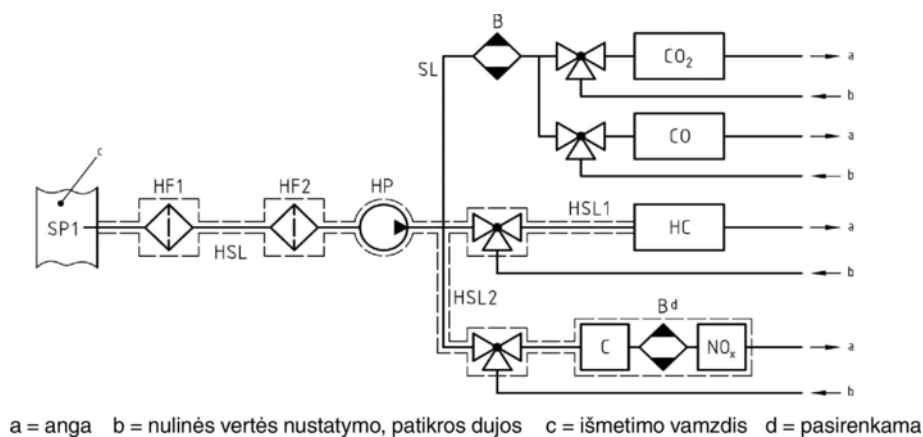 B
SL
CO₂
a
b
c
CO
a
HF1
HF2
HP
b
SP1
HSL1
HC
a
HSL
b
HSL2
Bᵈ
C
NOₓ
a
b
a = anga b = nulinės vertės nustatymo, patikros dujos c = išmetimo vamzdis d = pasirenkama